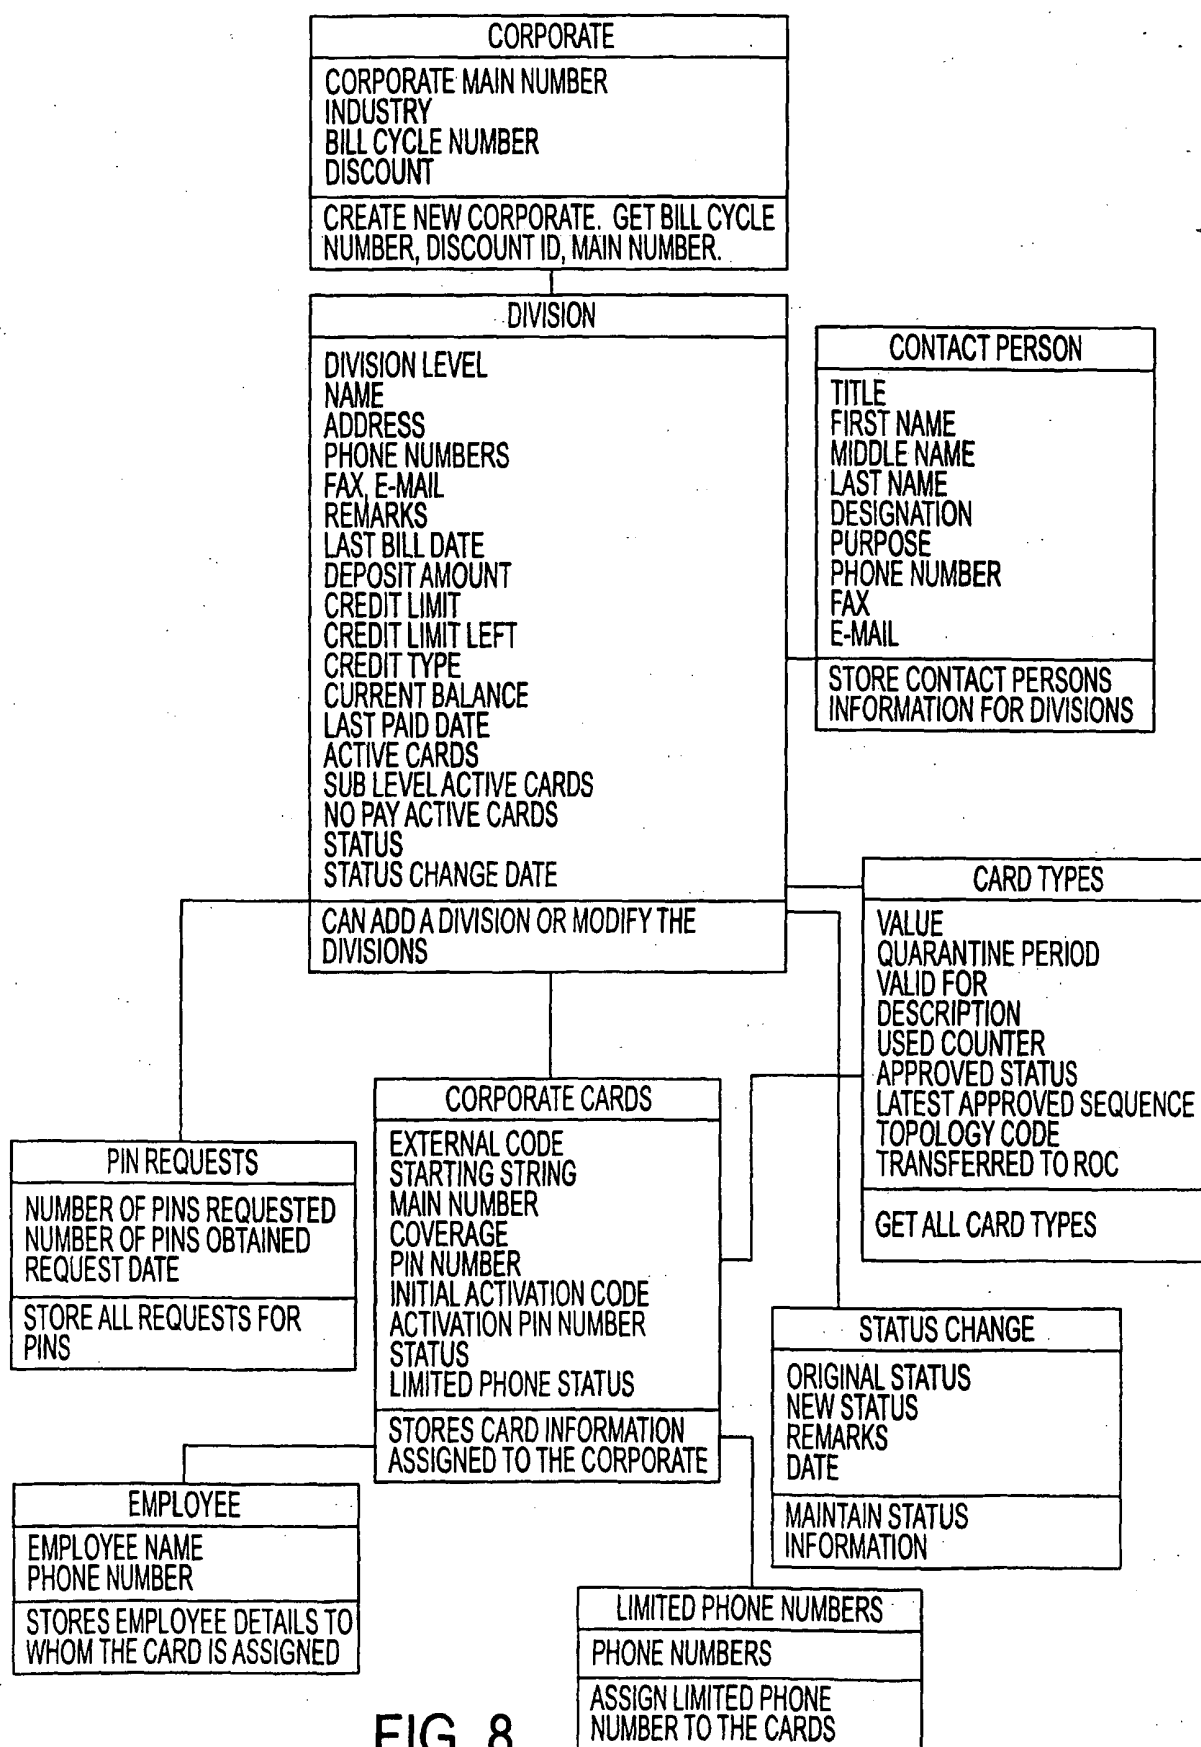 CORPORATE
CORPORATE MAIN NUMBER
INDUSTRY
BILL CYCLE NUMBER
DISCOUNT
CREATE NEW CORPORATE. GET BILL CYCLE
NUMBER, DISCOUNT ID, MAIN NUMBER.
DIVISION
DIVISION LEVEL
NAME
ADDRESS
PHONE NUMBERS
FAX, E-MAIL
REMARKS
LAST BILL DATE
DEPOSIT AMOUNT
CREDIT LIMIT
CREDIT LIMIT LEFT
CREDIT TYPE
CURRENT BALANCE
LAST PAID DATE
ACTIVE CARDS
SUB LEVEL ACTIVE CARDS
NO PAY ACTIVE CARDS
STATUS
STATUS CHANGE DATE
CAN ADD A DIVISION OR MODIFY THE
DIVISIONS
CONTACT PERSON
TITLE
FIRST NAME
MIDDLE NAME
LAST NAME
DESIGNATION
PURPOSE
PHONE NUMBER
FAX
E-MAIL
STORE CONTACT PERSONS
INFORMATION FOR DIVISIONS
CARD TYPES
VALUE
QUARANTINE PERIOD
VALID FOR
DESCRIPTION
USED COUNTER
APPROVED STATUS
LATEST APPROVED SEQUENCE
TOPOLOGY CODE
TRANSFERRED TO ROC
GET ALL CARD TYPES
CORPORATE CARDS
EXTERNAL CODE
STARTING STRING
MAIN NUMBER
COVERAGE
PIN NUMBER
INITIAL ACTIVATION CODE
ACTIVATION PIN NUMBER
STATUS
LIMITED PHONE STATUS
STORES CARD INFORMATION
ASSIGNED TO THE CORPORATE
PIN REQUESTS
NUMBER OF PINS REQUESTED
NUMBER OF PINS OBTAINED
REQUEST DATE
STORE ALL REQUESTS FOR
PINS
STATUS CHANGE
ORIGINAL STATUS
NEW STATUS
REMARKS
DATE
MAINTAIN STATUS
INFORMATION
EMPLOYEE
EMPLOYEE NAME
PHONE NUMBER
STORES EMPLOYEE DETAILS TO
WHOM THE CARD IS ASSIGNED
LIMITED PHONE NUMBERS
PHONE NUMBERS
ASSIGN LIMITED PHONE
NUMBER TO THE CARDS
FIG. 8